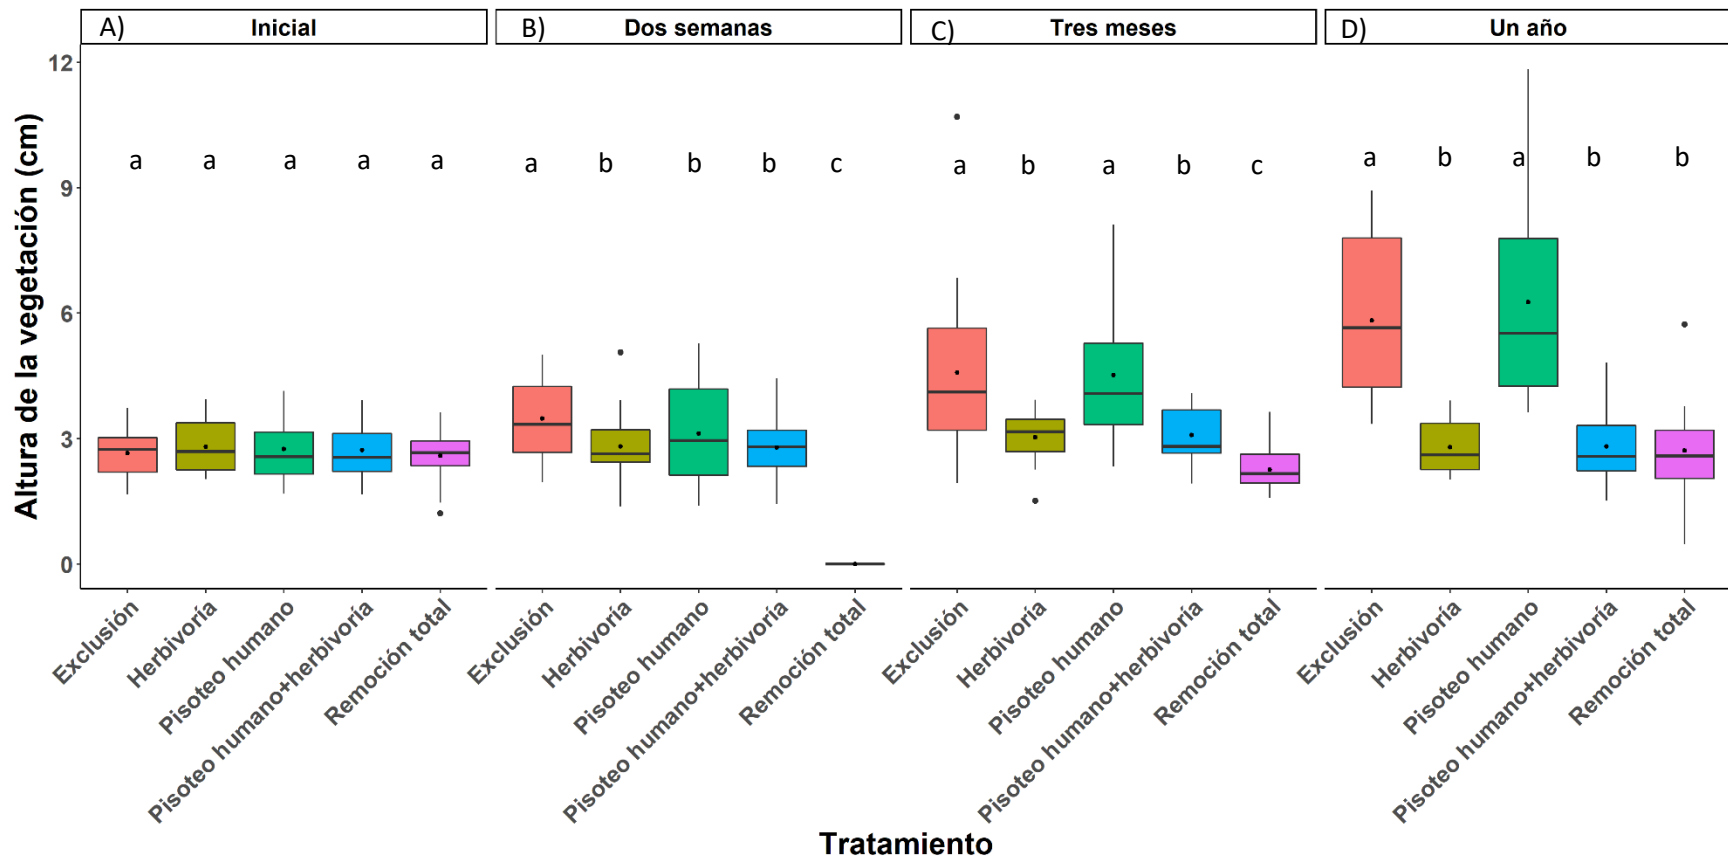 A) Inicial
B) Dos semanas
C) Tres meses
D) Un año
Altura de la vegetación (cm)
12
9
6
3
0
a a a a a
a b b b c
a b a b c
a b a b b
Exclusión
Herbivoría
Pisoteo humano
Pisoteo humano+herbivoría
Remoción total
Exclusión
Herbivoría
Pisoteo humano
Pisoteo humano+herbivoría
Remoción total
Exclusión
Herbivoría
Pisoteo humano
Pisoteo humano+herbivoría
Remoción total
Exclusión
Herbivoría
Pisoteo humano
Pisoteo humano+herbivoría
Remoción total
Tratamiento